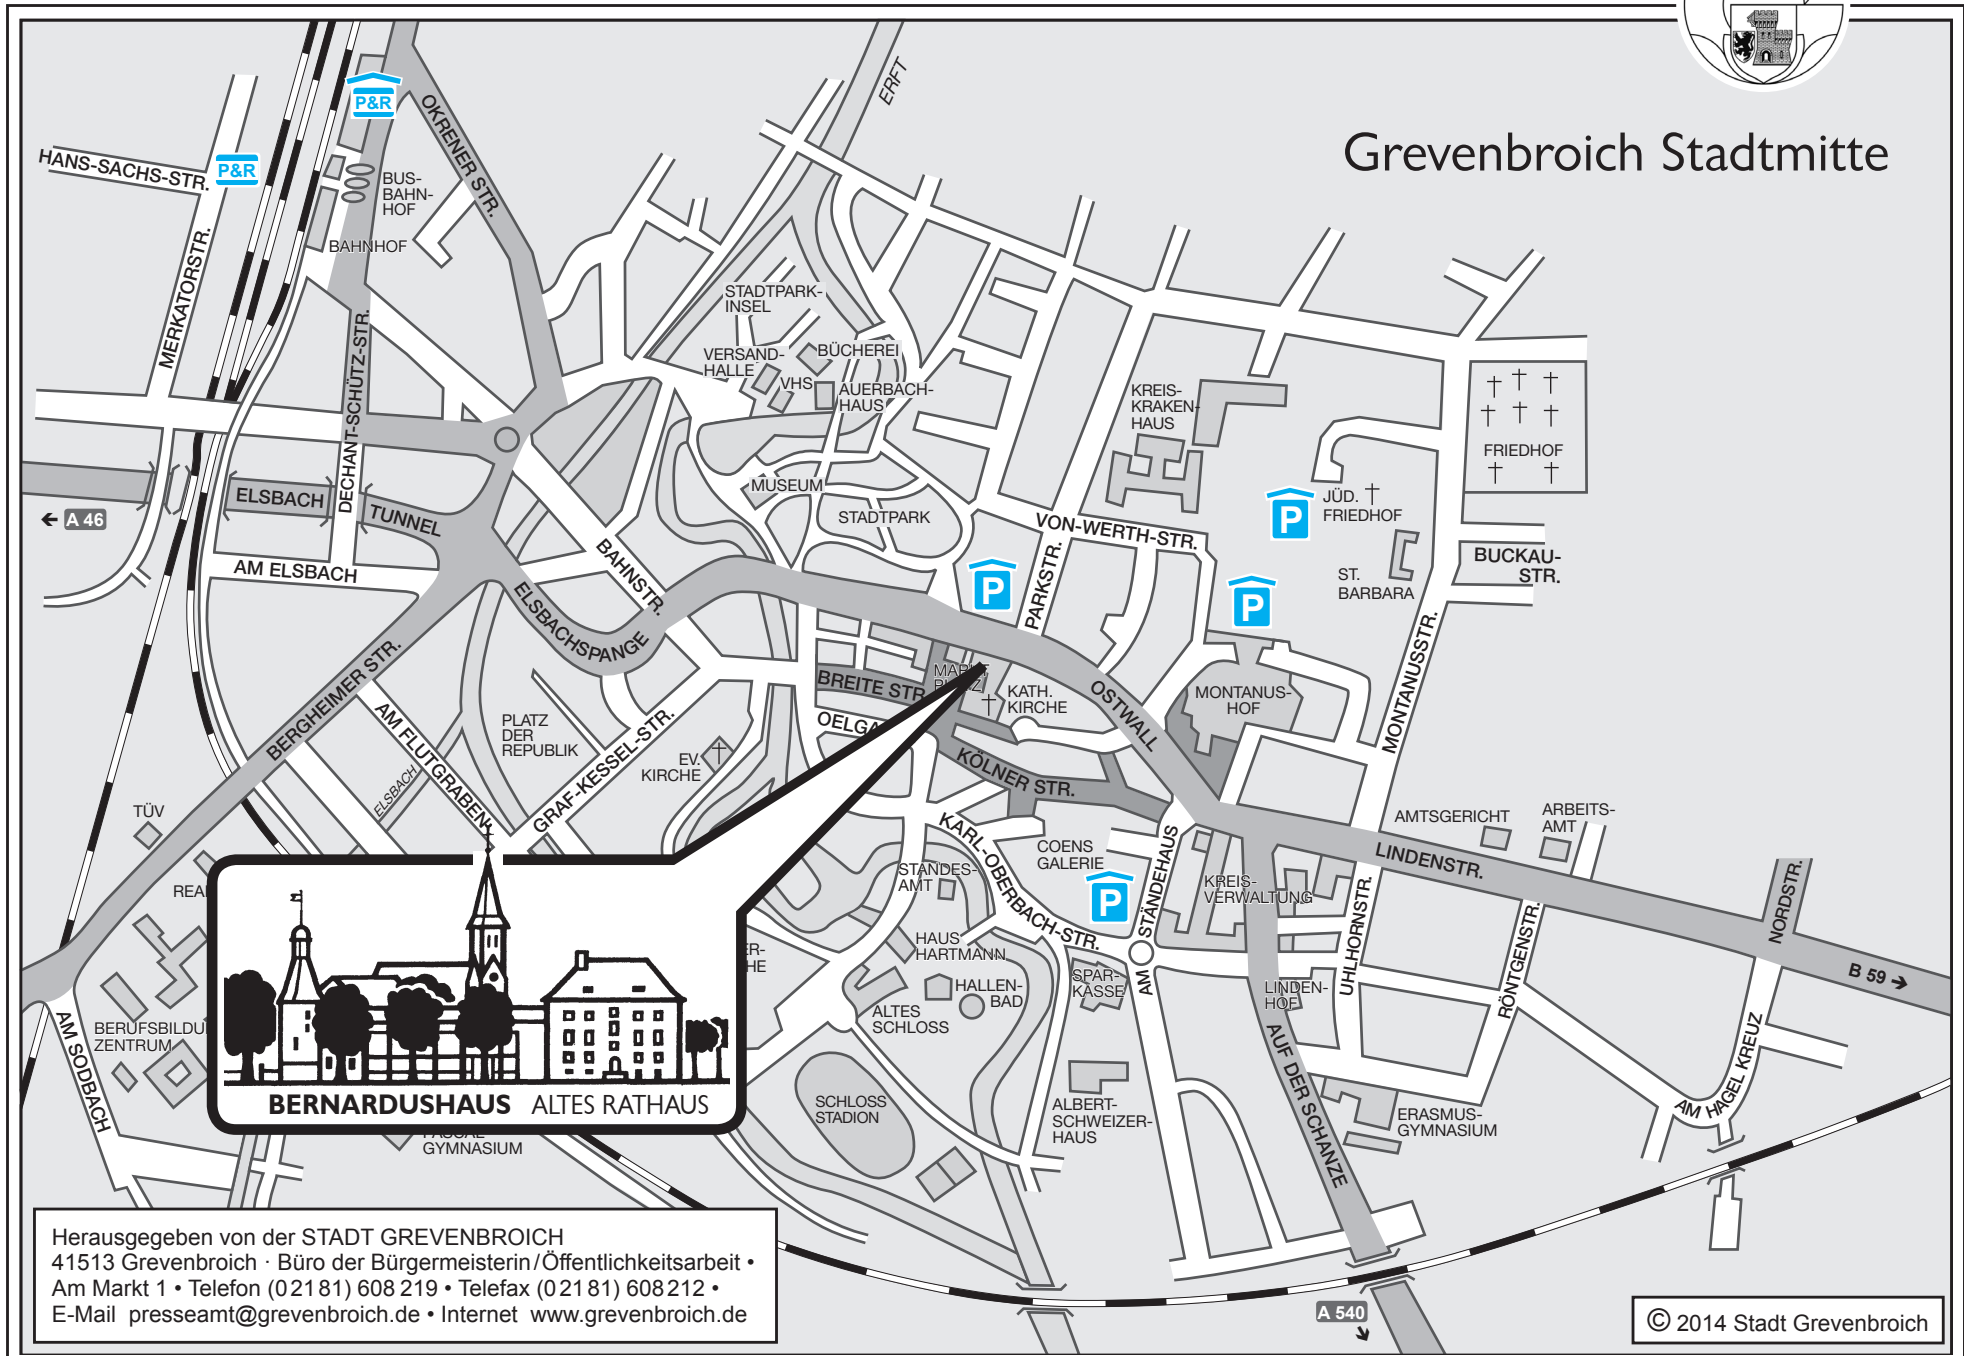 Grevenbroich Stadtmitte
ERFT
P&R
OKRENER STR.
HANS-SACHS-STR.
P&R
BUS-
BAHN-
HOF
BAHNHOF
MERKATORSTR.
DECHANT-SCHÜTZ-STR.
STADTPARK-
INSEL
VERSAND-
HALLE
BÜCHEREI
VHS
AUERBACH-
HAUS
MUSEUM
STADTPARK
KREIS-
KRAKEN-
HAUS
FRIEDHOF
JÜD.
FRIEDHOF
P
ELSBACH
TUNNEL
← A 46
AM ELSBACH
BAHNSTR.
ELSBACHSPANGE
VON-WERTH-STR.
PARKSTR.
P
P
ST.
BARBARA
BUCKAU-
STR.
MONTANUSSTR.
BERGHEIMER STR.
AM FLUTGRABEN
PLATZ
DER
REPUBLIK
GRAF-KESSEL-STR.
EV.
KIRCHE
ELSBACH
BREITE STR.
OELGA
KATH.
KIRCHE
OSTWALL
MONTANUS-
HOF
KÖLNER STR.
TÜV
KARL-OBERBACH-STR.
COENS
GALERIE
P
AM STÄNDEHAUS
KREIS-
VERWALTUNG
AMTSGERICHT
ARBEITS-
AMT
LINDENSTR.
NORDSTR.
B 59 →
UHLHORNSTR.
RÖNTGENSTR.
STANDES-
AMT
HAUS
HARTMANN
HALLEN-
BAD
ALTES
SCHLOSS
SPAR-
KASSE
LINDEN-
HOF
AUF DER SCHANZE
AM HAGEL KREUZ
REA
ER-
HE
BERUFSBILDU
ZENTRUM
AM SODBACH
BERNARDUSHAUS ALTES RATHAUS
GYMNASIUM
SCHLOSS
STADION
ALBERT-
SCHWEIZER-
HAUS
ERASMUS-
GYMNASIUM
A 540
Herausgegeben von der STADT GREVENBROICH
41513 Grevenbroich · Büro der Bürgermeisterin/Öffentlichkeitsarbeit •
Am Markt 1 • Telefon (0 21 81) 608 219 • Telefax (0 21 81) 608 212 •
E-Mail presseamt@grevenbroich.de • Internet www.grevenbroich.de
© 2014 Stadt Grevenbroich